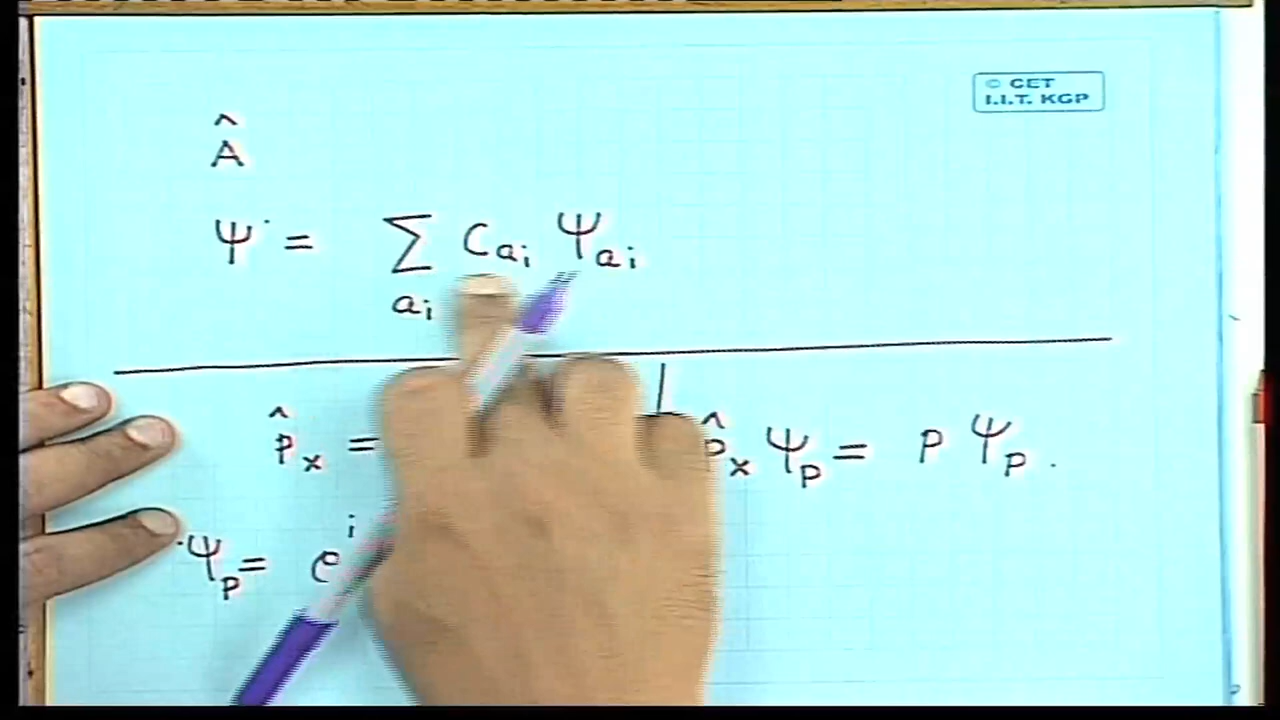 © CET
I.I.T. KGP
Â
Ψ = Σ C_{a_i} Ψ_{a_i}
a_i
p̂_x =
p̂_x Ψ_p = p Ψ_p .
Ψ_p = e^i